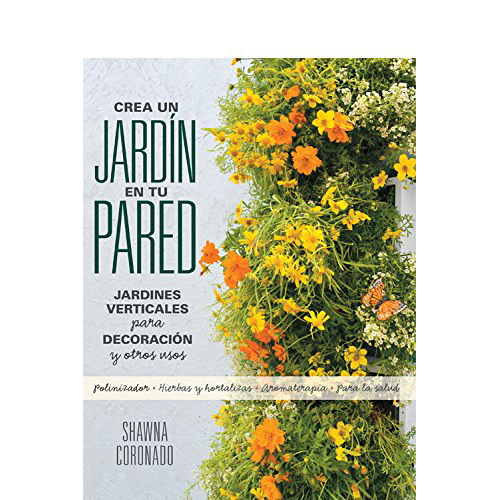 CREA UN
JARDÍN
EN TU
PARED
JARDINES
VERTICALES
para
DECORACIÓN
y otros usos
Polinizador • Hierbas y hortalizas • Aromaterapia • Para la salud
SHAWNA
CORONADO